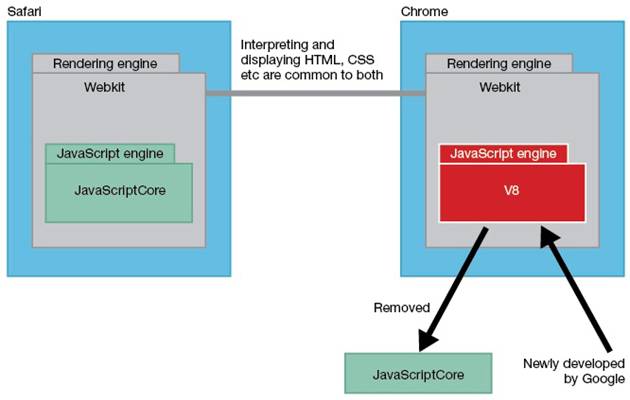 Safari
Rendering engine
Webkit
JavaScript engine
JavaScriptCore
Interpreting and
displaying HTML, CSS
etc are common to both
Chrome
Rendering engine
Webkit
JavaScript engine
V8
Removed
JavaScriptCore
Newly developed
by Google